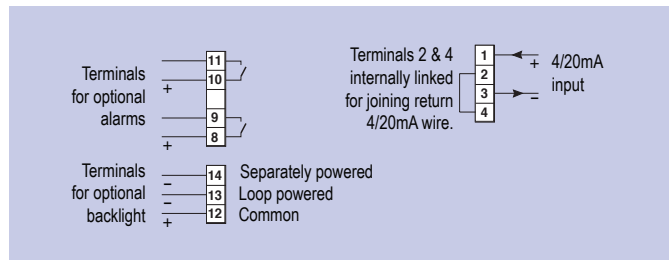 11
Terminals
for optional
alarms
10
+
9
8
+
Terminals
for optional
backlight
14 Separately powered
−
13 Loop powered
−
12 Common
+
Terminals 2 & 4
internally linked
for joining return
4/20mA wire.
1
2
3
4
+
−
4/20mA
input